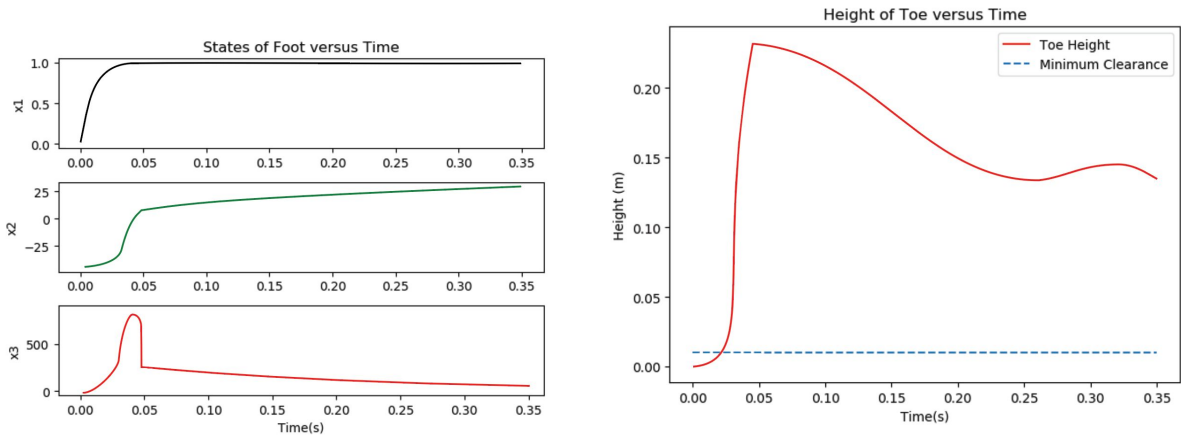 States of Foot versus Time
x1
1.0
0.5
0.0
0.00 0.05 0.10 0.15 0.20 0.25 0.30 0.35
x2
25
0
−25
0.00 0.05 0.10 0.15 0.20 0.25 0.30 0.35
x3
500
0
0.00 0.05 0.10 0.15 0.20 0.25 0.30 0.35
Time(s)
Height of Toe versus Time
Toe Height
Minimum Clearance
Height (m)
0.20
0.15
0.10
0.05
0.00
0.00 0.05 0.10 0.15 0.20 0.25 0.30 0.35
Time(s)